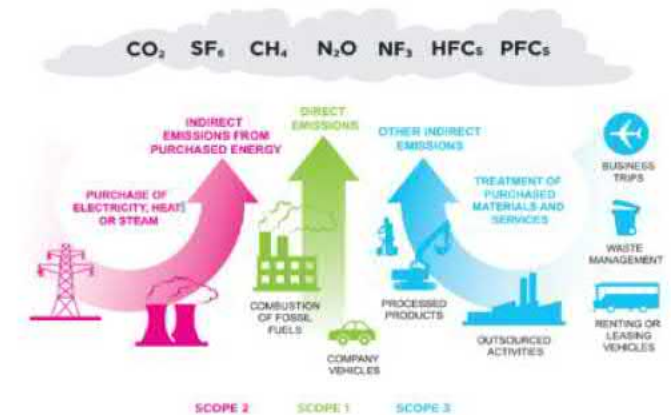 CO₂ SF₆ CH₄ N₂O NF₃ HFCs PFCs
INDIRECT
EMISSIONS FROM
PURCHASED ENERGY
DIRECT
EMISSIONS
OTHER INDIRECT
EMISSIONS
PURCHASE OF
ELECTRICITY, HEAT
OR STEAM
TREATMENT OF
PURCHASED
MATERIALS AND
SERVICES
BUSINESS
TRIPS
WASTE
MANAGEMENT
COMBUSTION
OF FOSSIL
FUELS
PROCESSED
PRODUCTS
COMPANY
VEHICLES
OUTSOURCED
ACTIVITIES
RENTING OR
LEASING
VEHICLES
SCOPE 2 SCOPE 1 SCOPE 3